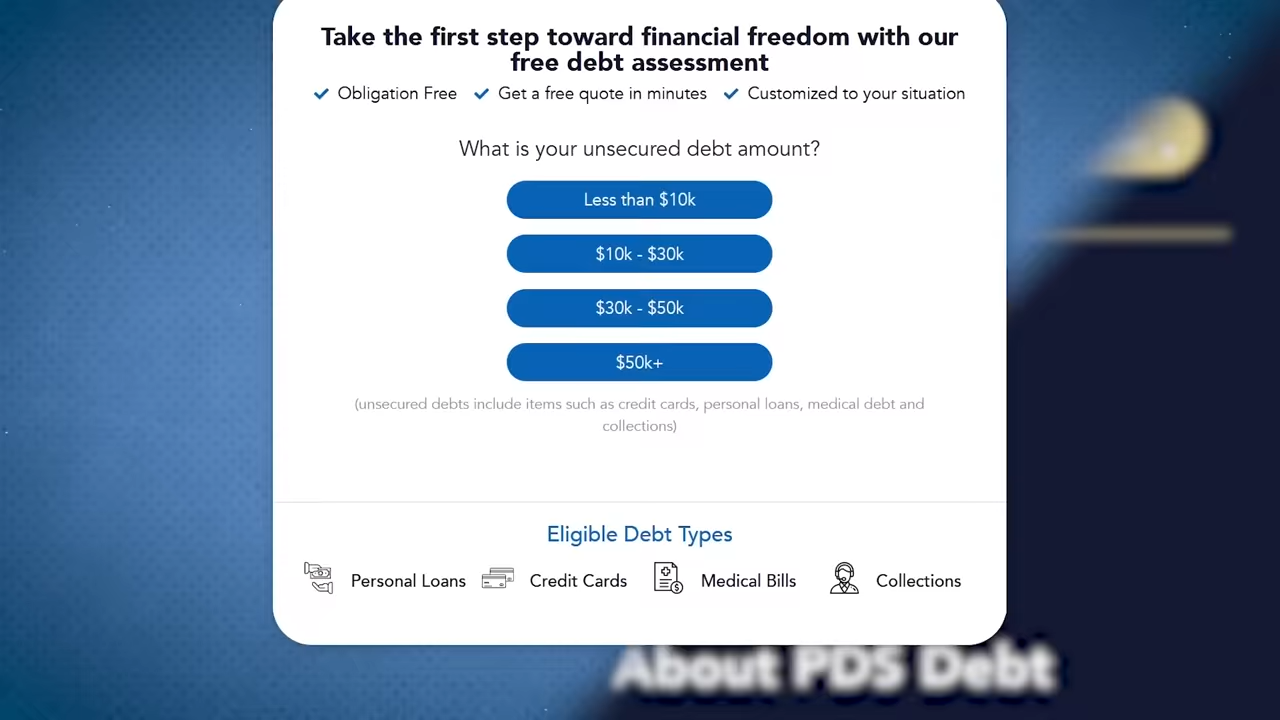 Take the first step toward financial freedom with our
free debt assessment
Obligation Free Get a free quote in minutes Customized to your situation
What is your unsecured debt amount?
Less than $10k
$10k - $30k
$30k - $50k
$50k+
(unsecured debts include items such as credit cards, personal loans, medical debt and
collections)
Eligible Debt Types
Personal Loans Credit Cards Medical Bills Collections
About PDS Debt